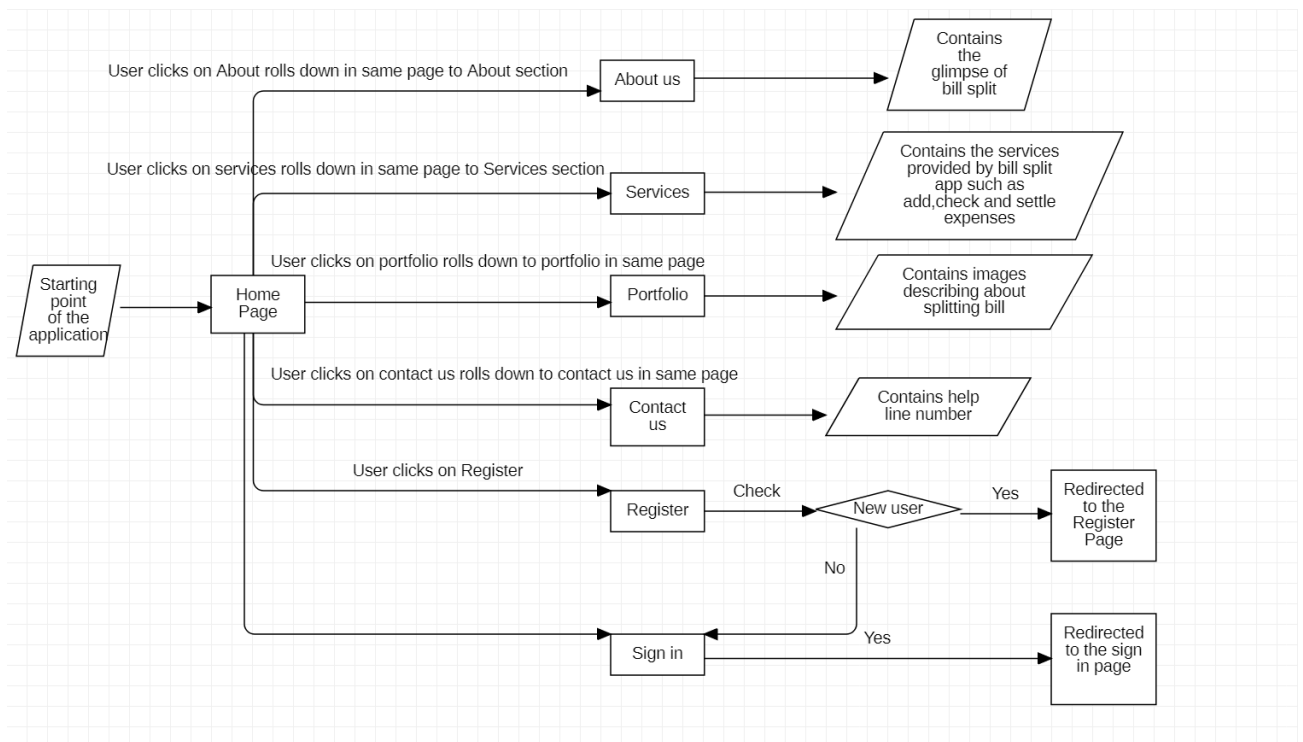 User clicks on About rolls down in same page to About section
About us
Contains
the
glimpse of
bill split
User clicks on services rolls down in same page to Services section
Services
Contains the services
provided by bill split
app such as
add,check and settle
expenses
Starting
point
of the
application
Home
Page
User clicks on portfolio rolls down to portfolio in same page
Portfolio
Contains images
describing about
splitting bill
User clicks on contact us rolls down to contact us in same page
Contact
us
Contains help
line number
User clicks on Register
Register
Check
New user
Yes
Redirected
to the
Register
Page
No
Sign in
Yes
Redirected
to the sign
in page